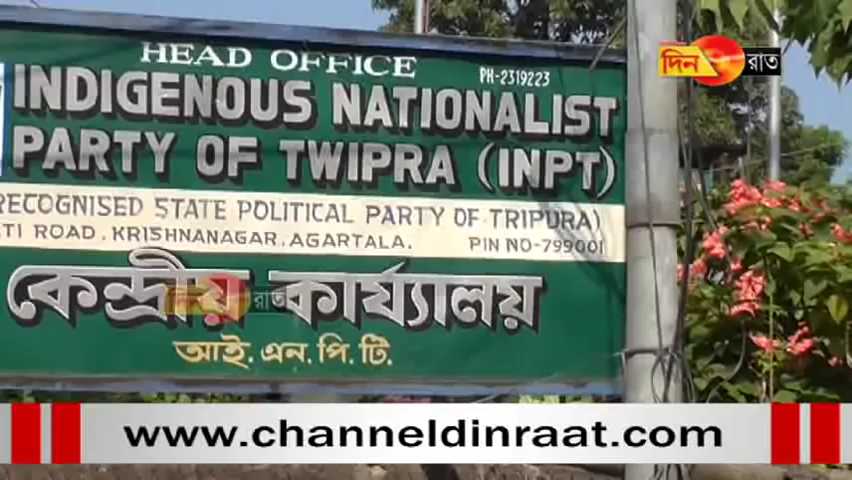 দিন রাত
HEAD OFFICE
PH-2319223
INDIGENOUS NATIONALIST
PARTY OF TWIPRA (INPT)
RECOGNISED STATE POLITICAL PARTY OF TRIPURA)
TI ROAD, KRISHNANAGAR, AGARTALA. PIN NO-799001
কেন্দ্রীয় কার্য্যালয়
দিন রাত
আই.এন.পি.টি
www.channeldinraat.com